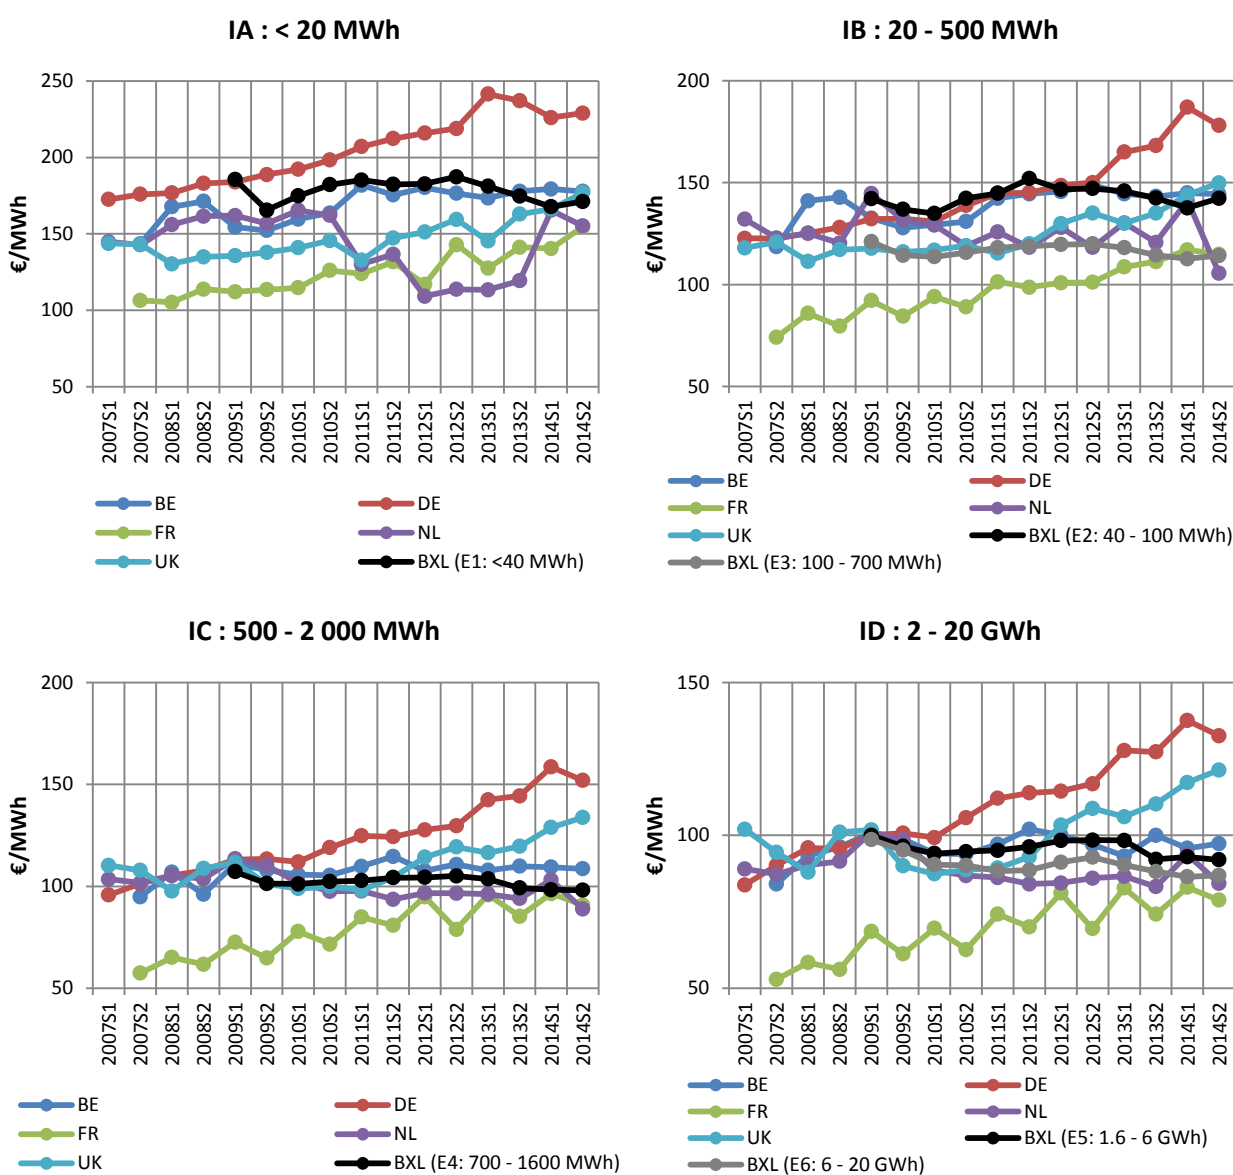 IA : < 20 MWh
250
200
150
100
50
€/MWh
2007S1
2007S2
2008S1
2008S2
2009S1
2009S2
2010S1
2010S2
2011S1
2011S2
2012S1
2012S2
2013S1
2013S2
2014S1
2014S2
BE
DE
FR
NL
UK
BXL (E1: <40 MWh)
IB : 20 - 500 MWh
200
150
100
50
€/MWh
2007S1
2007S2
2008S1
2008S2
2009S1
2009S2
2010S1
2010S2
2011S1
2011S2
2012S1
2012S2
2013S1
2013S2
2014S1
2014S2
BE
DE
FR
NL
UK
BXL (E2: 40 - 100 MWh)
BXL (E3: 100 - 700 MWh)
IC : 500 - 2 000 MWh
200
150
100
50
€/MWh
2007S1
2007S2
2008S1
2008S2
2009S1
2009S2
2010S1
2010S2
2011S1
2011S2
2012S1
2012S2
2013S1
2013S2
2014S1
2014S2
BE
DE
FR
NL
UK
BXL (E4: 700 - 1600 MWh)
ID : 2 - 20 GWh
150
100
50
€/MWh
2007S1
2007S2
2008S1
2008S2
2009S1
2009S2
2010S1
2010S2
2011S1
2011S2
2012S1
2012S2
2013S1
2013S2
2014S1
2014S2
BE
DE
FR
NL
UK
BXL (E5: 1.6 - 6 GWh)
BXL (E6: 6 - 20 GWh)